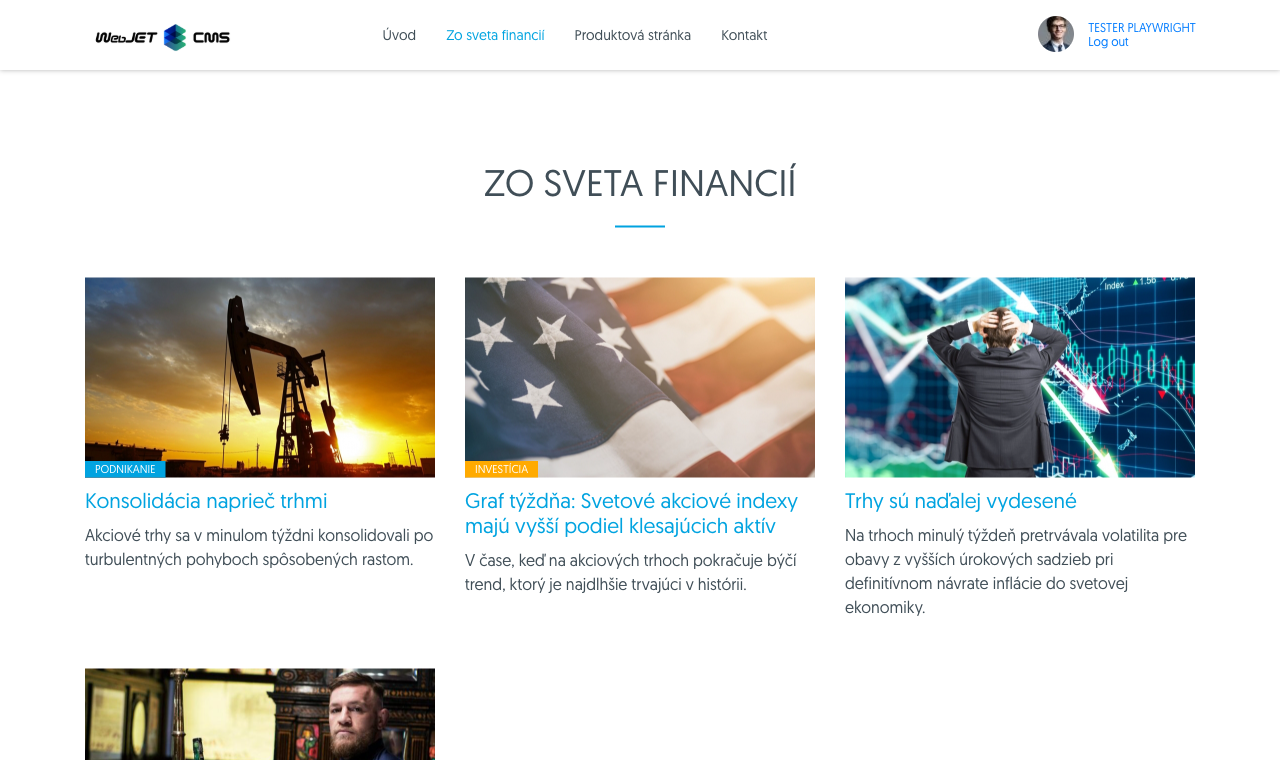 WebJET CMS
Úvod
Zo sveta financií
Produktová stránka
Kontakt
TESTER PLAYWRIGHT
Log out
ZO SVETA FINANCIÍ
PODNIKANIE
Konsolidácia naprieč trhmi
Akciové trhy sa v minulom týždni konsolidovali po
turbulentných pohyboch spôsobených rastom.
INVESTÍCIA
Graf týždňa: Svetové akciové indexy
majú vyšší podiel klesajúcich aktív
V čase, keď na akciových trhoch pokračuje býčí
trend, ktorý je najdlhšie trvajúci v histórii.
Index
1.56
Trhy sú naďalej vydesené
Na trhoch minulý týždeň pretrvávala volatilita pre
obavy z vyšších úrokových sadzieb pri
definitívnom návrate inflácie do svetovej
ekonomiky.